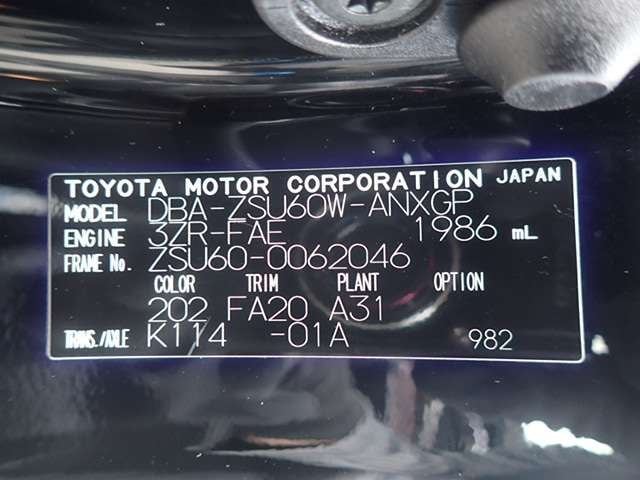 TOYOTA MOTOR CORPORATION JAPAN
MODEL DBA-ZSU60W-ANXGP
ENGINE 3ZR-FAE 1986 mL
FRAME No. ZSU60-0062046
COLOR TRIM PLANT OPTION
202 FA20 A31
TRANS./AXLE K114 -01A 982